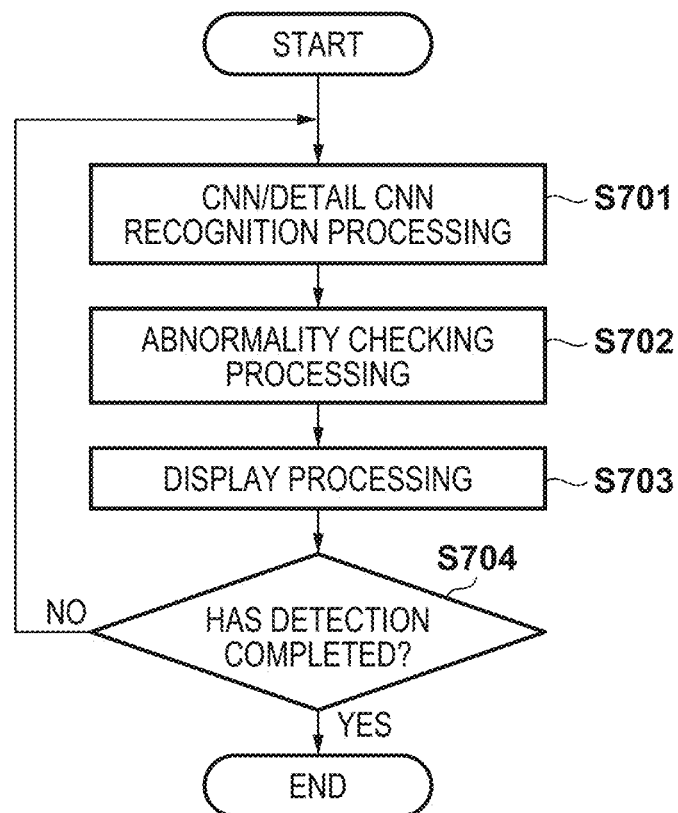 START
CNN/DETAIL CNN
RECOGNITION PROCESSING
S701
ABNORMALITY CHECKING
PROCESSING
S702
DISPLAY PROCESSING
S703
S704
HAS DETECTION
COMPLETED?
NO
YES
END